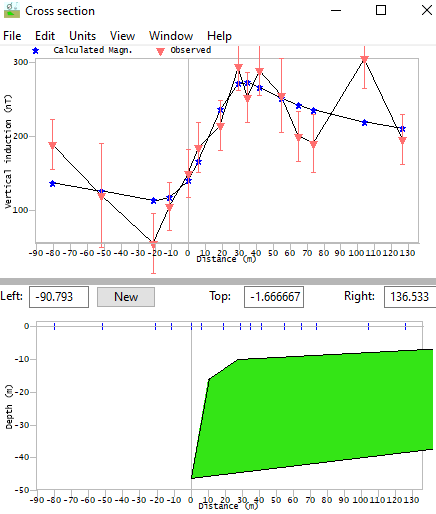 Cross section
File Edit Units View Window Help
Calculated Magn. Observed
300
200
100
Vertical induction (nT)
-90 -80 -70 -60 -50 -40 -30 -20 -10 0 10 20 30 40 50 60 70 80 90 100 110 120 130
Distance (m)
Left: -90.793 New Top: -1.666667 Right: 136.533
0
-10
-20
-30
-40
-50
Depth (m)
-90 -80 -70 -60 -50 -40 -30 -20 -10 0 10 20 30 40 50 60 70 80 90 100 110 120 130
Distance (m)